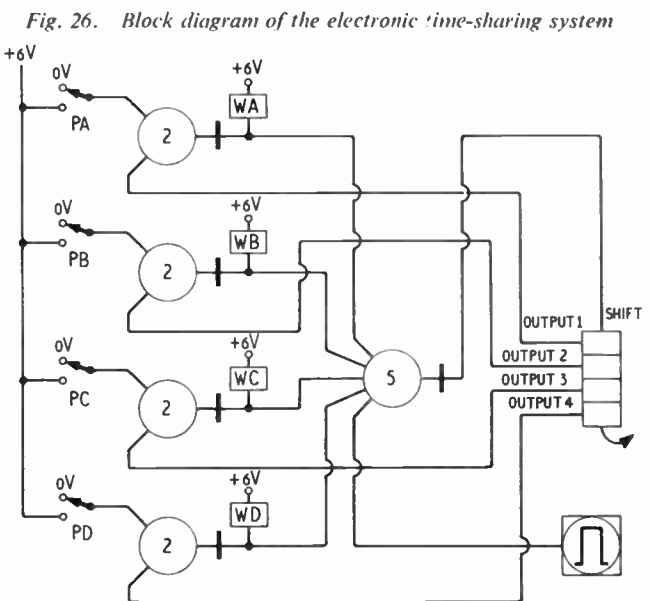 Fig. 26. Block diagram of the electronic time-sharing system
+6V
0V
PA
2
+6V
WA
0V
PB
2
+6V
WB
0V
PC
2
+6V
WC
0V
PD
2
+6V
WD
5
SHIFT
OUTPUT 1
OUTPUT 2
OUTPUT 3
OUTPUT 4